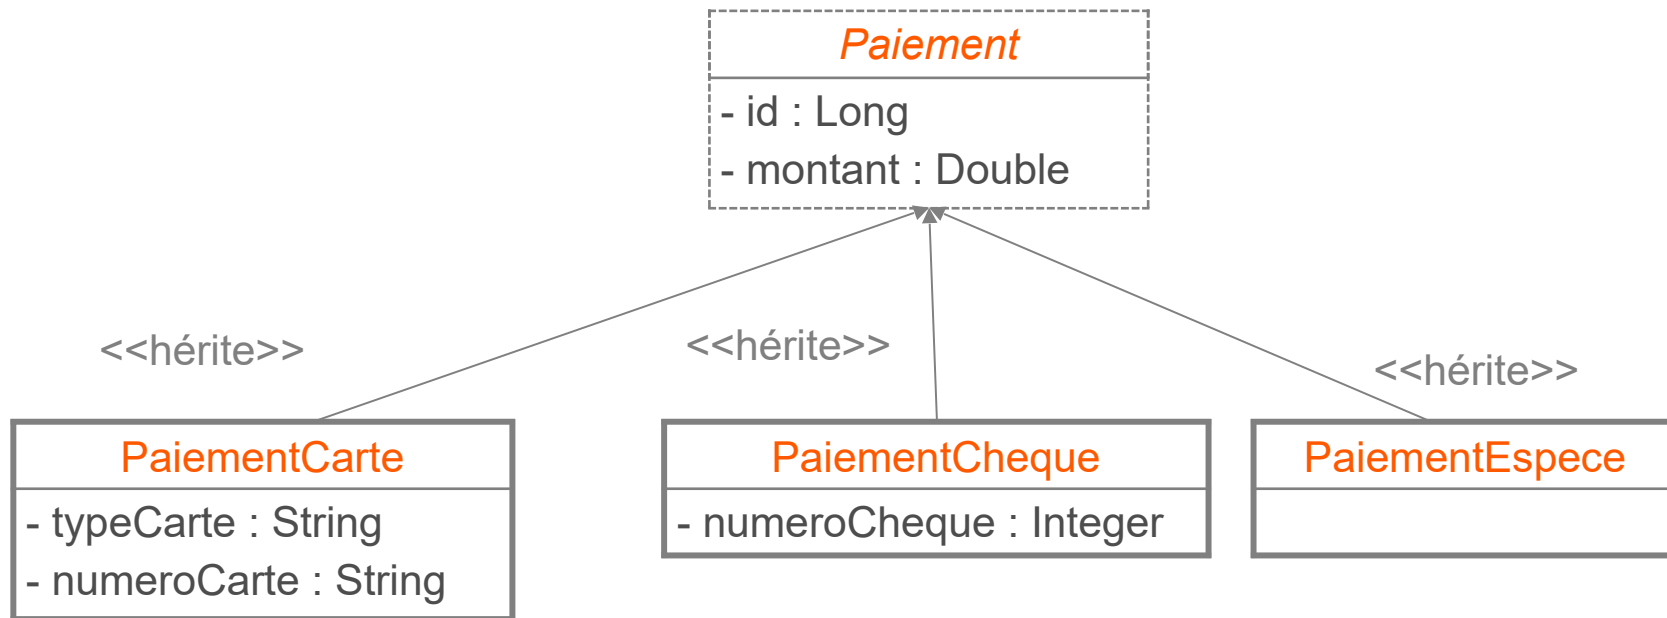 Paiement
- id : Long
- montant : Double
<<hérite>>
<<hérite>>
<<hérite>>
PaiementCarte
- typeCarte : String
- numeroCarte : String
PaiementCheque
- numeroCheque : Integer
PaiementEspece